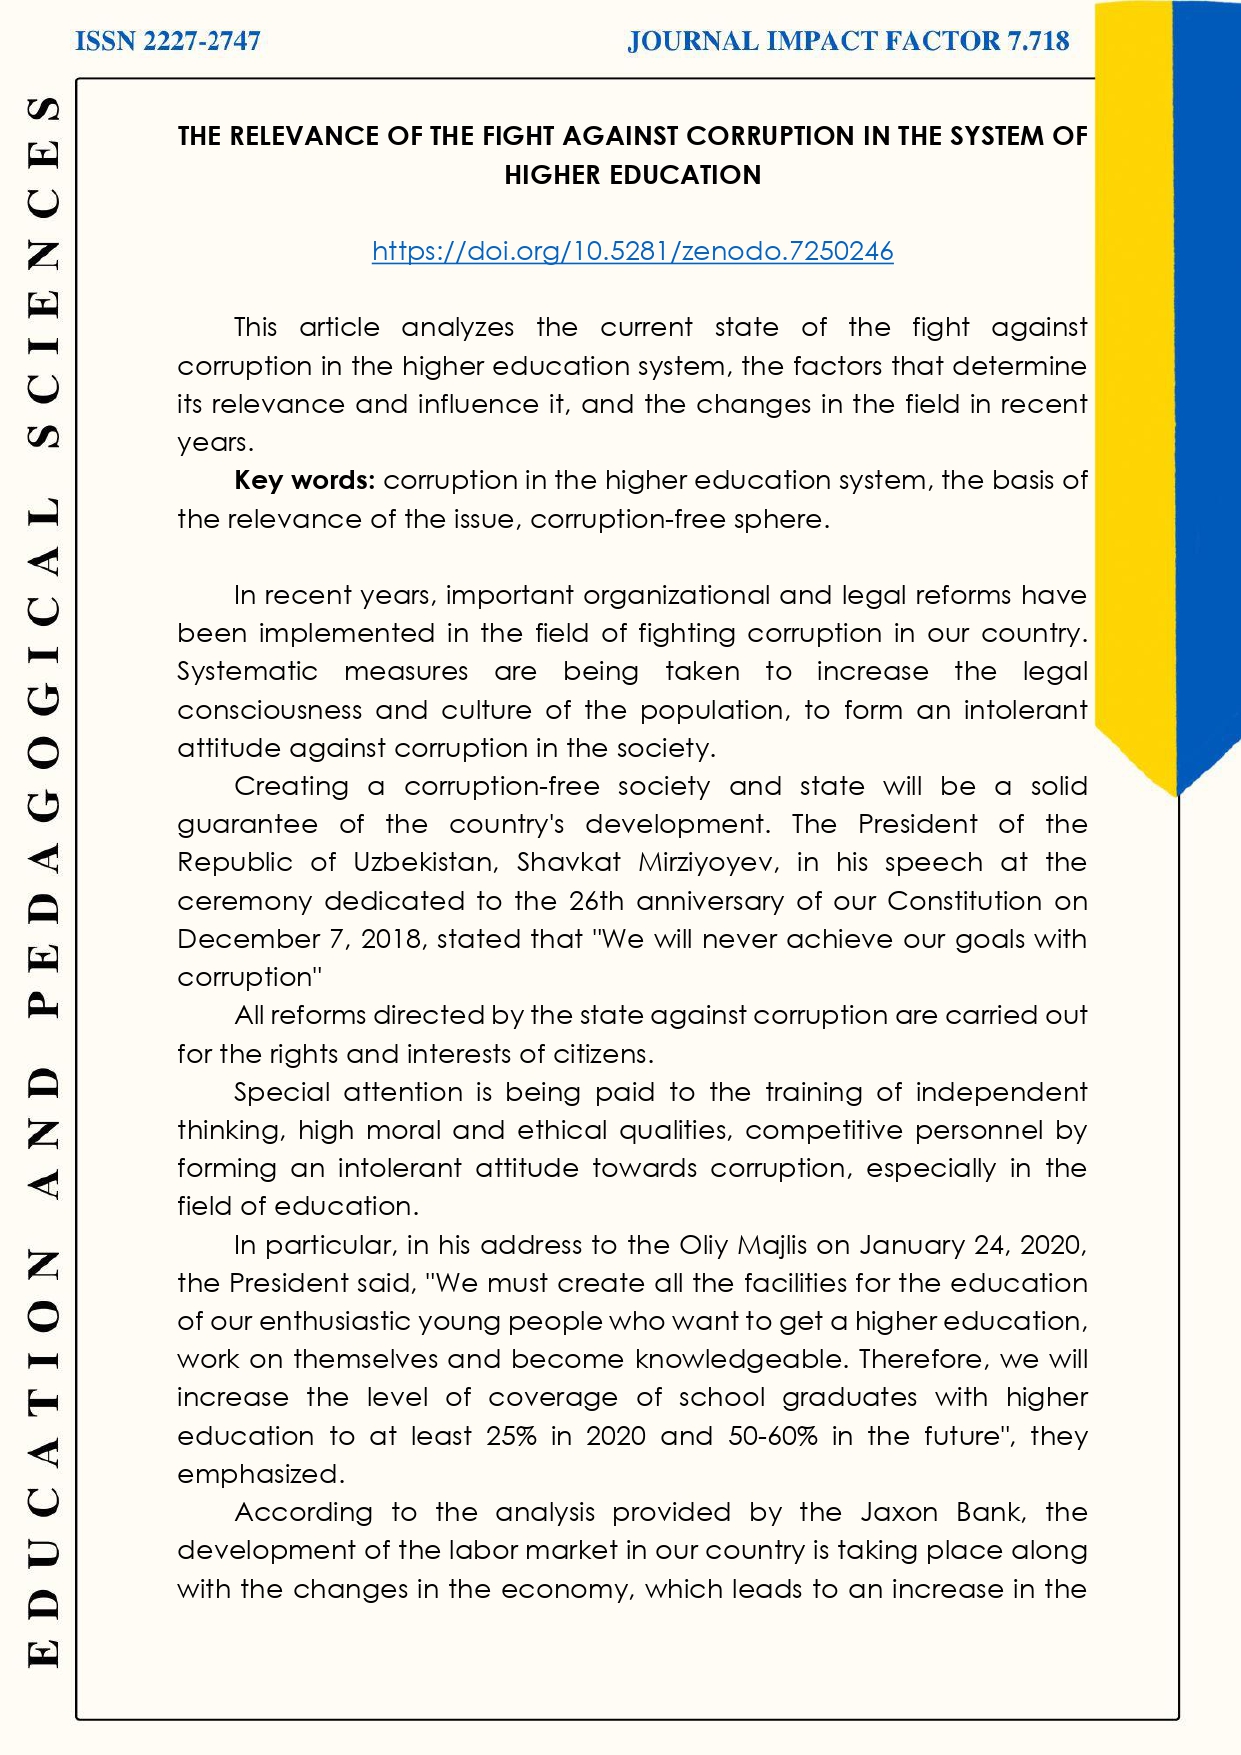 ISSN 2227-2747
JOURNAL IMPACT FACTOR 7.718
EDUCATION AND PEDAGOGICAL SCIENCES
THE RELEVANCE OF THE FIGHT AGAINST CORRUPTION IN THE SYSTEM OF
HIGHER EDUCATION
https://doi.org/10.5281/zenodo.7250246
This article analyzes the current state of the fight against
corruption in the higher education system, the factors that determine
its relevance and influence it, and the changes in the field in recent
years.
Key words: corruption in the higher education system, the basis of
the relevance of the issue, corruption-free sphere.
In recent years, important organizational and legal reforms have
been implemented in the field of fighting corruption in our country.
Systematic measures are being taken to increase the legal
consciousness and culture of the population, to form an intolerant
attitude against corruption in the society.
Creating a corruption-free society and state will be a solid
guarantee of the country's development. The President of the
Republic of Uzbekistan, Shavkat Mirziyoyev, in his speech at the
ceremony dedicated to the 26th anniversary of our Constitution on
December 7, 2018, stated that "We will never achieve our goals with
corruption"
All reforms directed by the state against corruption are carried out
for the rights and interests of citizens.
Special attention is being paid to the training of independent
thinking, high moral and ethical qualities, competitive personnel by
forming an intolerant attitude towards corruption, especially in the
field of education.
In particular, in his address to the Oliy Majlis on January 24, 2020,
the President said, "We must create all the facilities for the education
of our enthusiastic young people who want to get a higher education,
work on themselves and become knowledgeable. Therefore, we will
increase the level of coverage of school graduates with higher
education to at least 25% in 2020 and 50-60% in the future", they
emphasized.
According to the analysis provided by the Jaxon Bank, the
development of the labor market in our country is taking place along
with the changes in the economy, which leads to an increase in the